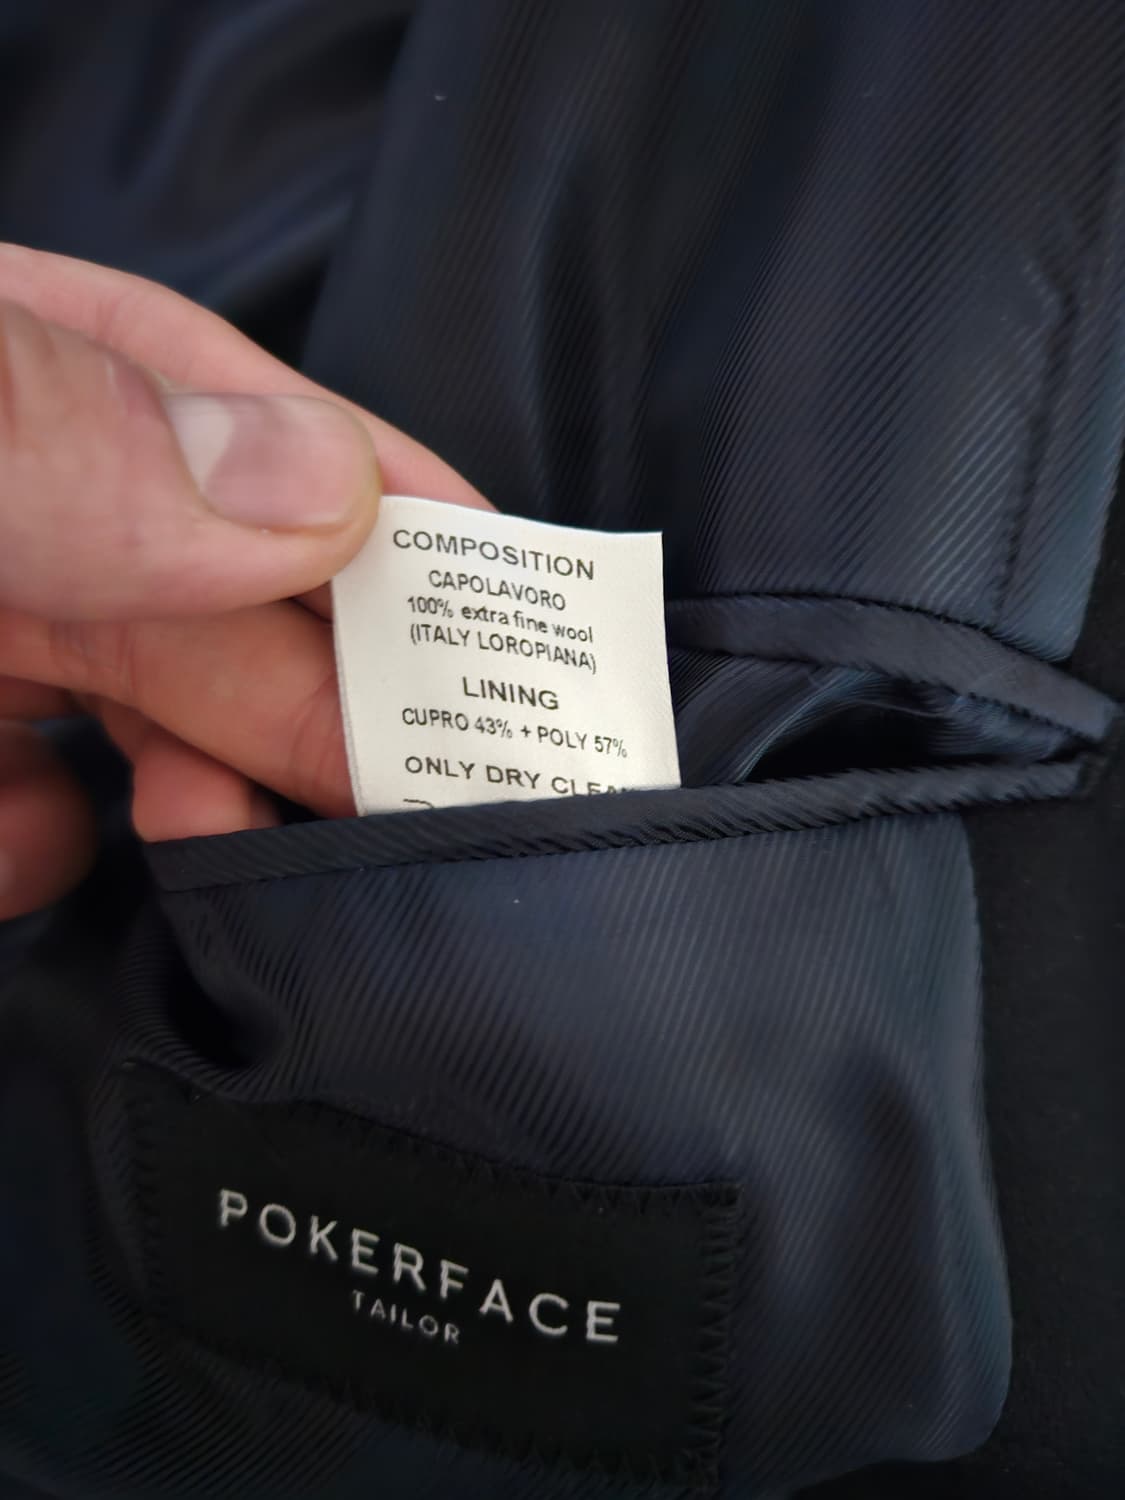 COMPOSITION
CAPOLAVORO
100% extra fine wool
(ITALY LOROPIANA)
LINING
CUPRO 43% + POLY 57%
ONLY DRY
POKERFACE
TAILOR